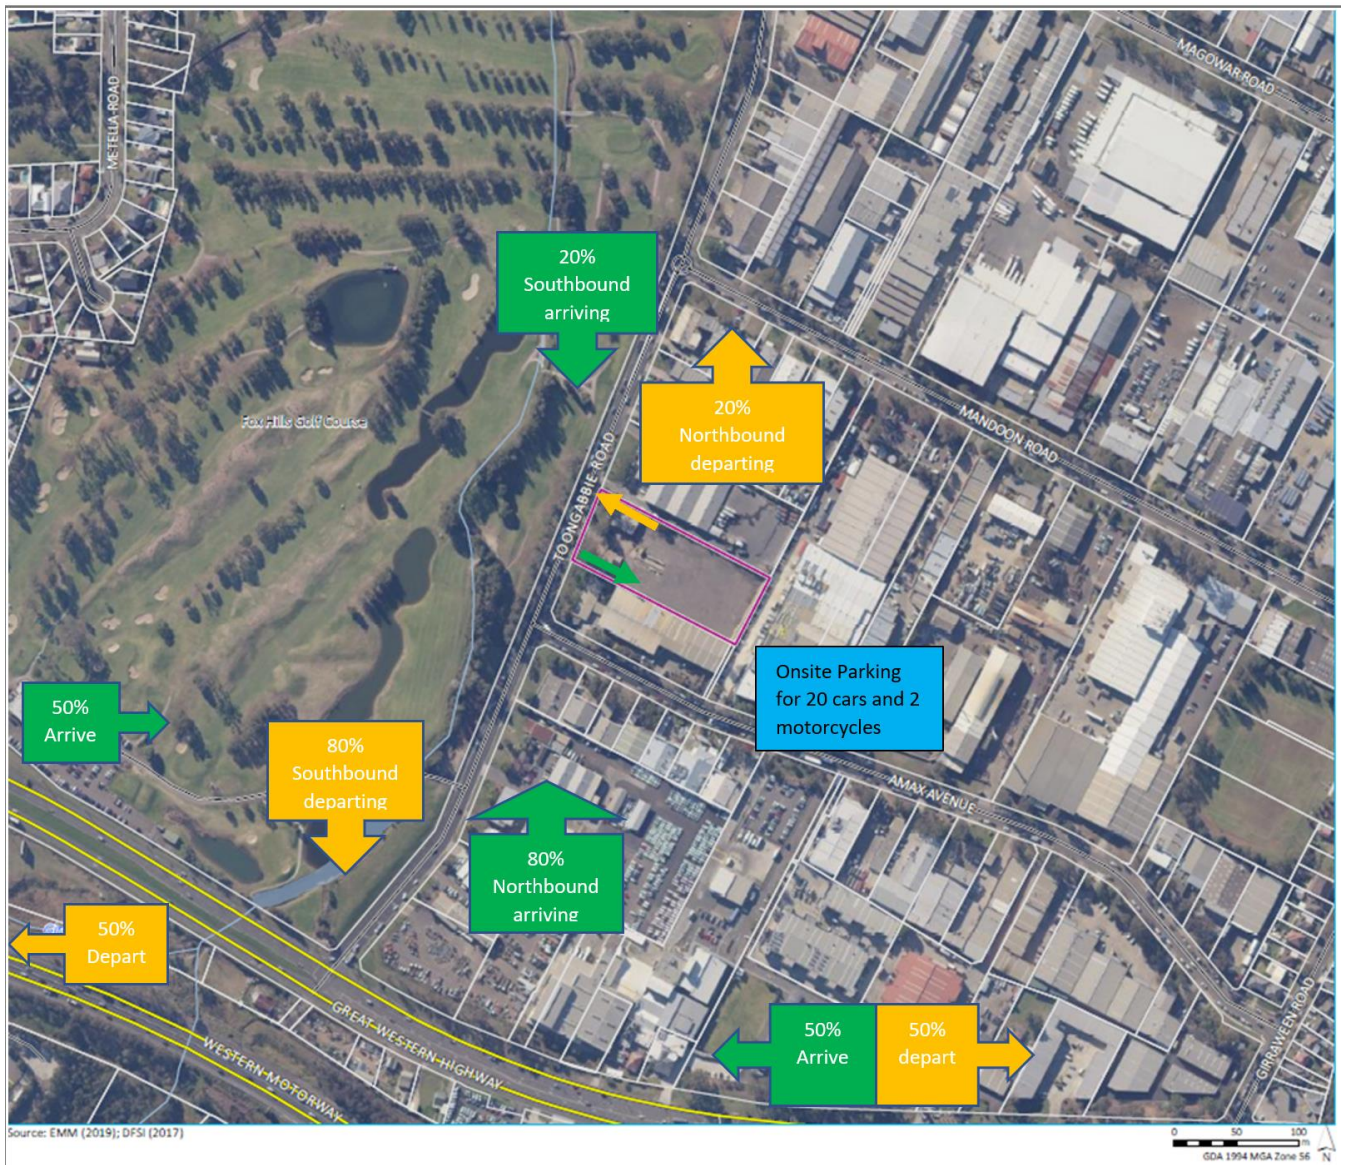 MAGOWAR ROAD
METELLA ROAD
20%
Southbound
arriving
20%
Northbound
departing
MANDOON ROAD
Fox Hills Golf Course
TOONGABBIE ROAD
Onsite Parking
for 20 cars and 2
motorcycles
50%
Arrive
80%
Southbound
departing
AMAX AVENUE
80%
Northbound
arriving
50%
Depart
50%
Arrive
50%
depart
GREAT WESTERN HIGHWAY
WESTERN MOTORWAY
GIRRAWEEN ROAD
Source: EMM (2019); DFSI (2017)
0 50 100
m
GDA 1994 MGA Zone 56
N